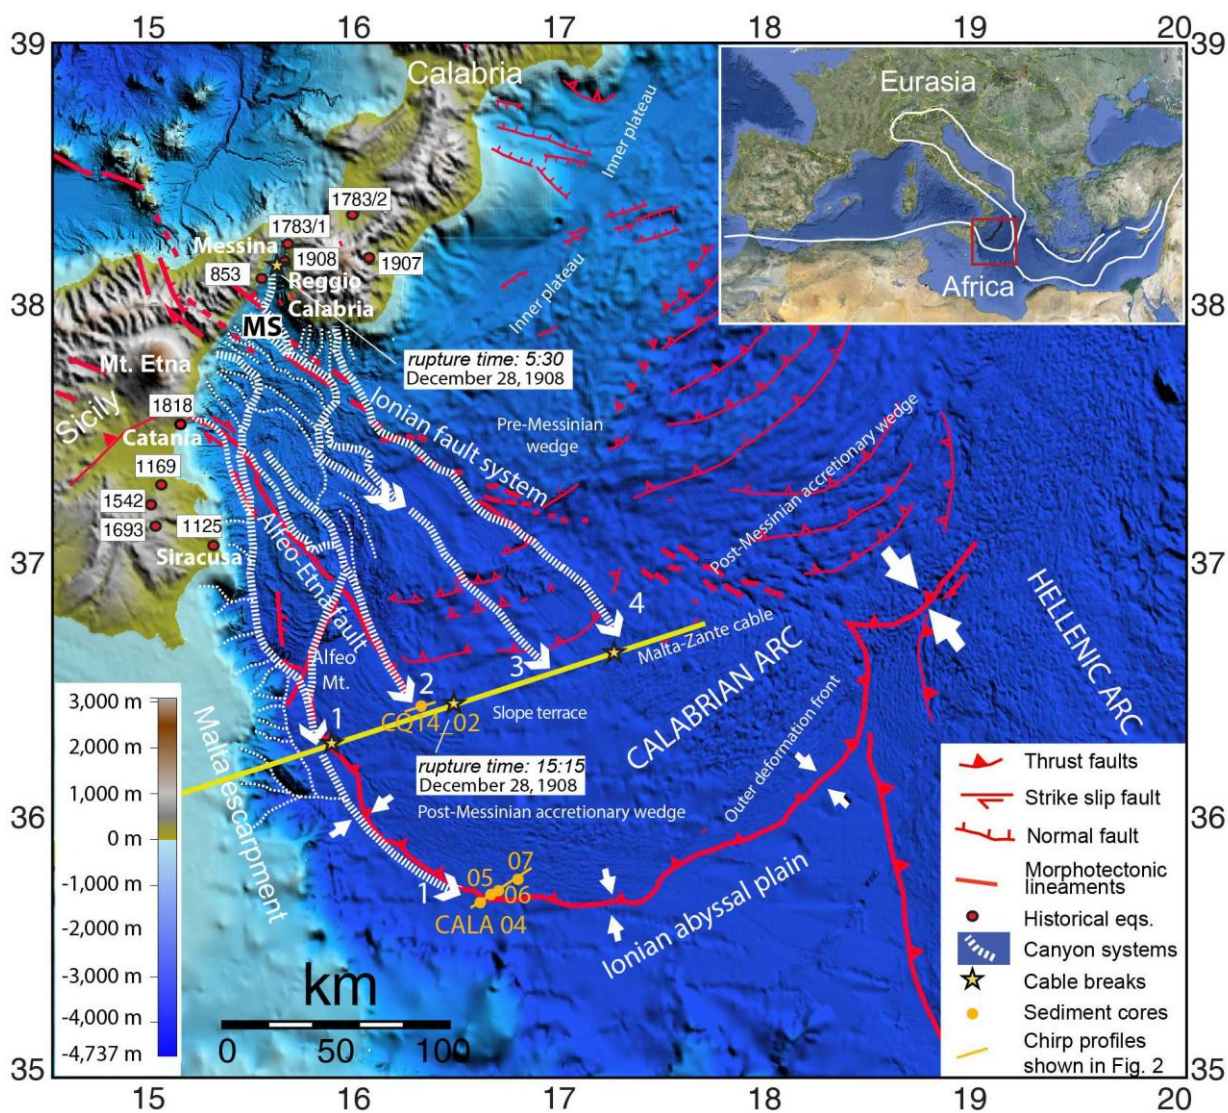 15 16 17 18 19 20
39 39
Calabria
Eurasia
Africa
Inner plateau
1783/2
1783/1
Messina
1908
1907
853
Reggio
Calabria
38 38
Inner plateau
MS
rupture time: 5:30
December 28, 1908
Mt. Etna
Sicily
1818
Catania
Ionian fault system
Pre-Messinian
wedge
Post-Messinian accretionary wedge
1169
1542
1693
1125
Siracusa
Alfeo-Etna fault
37 37
HELLENIC ARC
4
Malta-Zante cable
3
CALABRIAN ARC
Alfeo
Mt.
2
CQ14_02
Slope terrace
1
Malta escarpment
rupture time: 15:15
December 28, 1908
Post-Messinian accretionary wedge
Outer deformation front
36 36
1
05
07
06
CALA 04
Ionian abyssal plain
3,000 m
2,000 m
1,000 m
0 m
-1,000 m
-2,000 m
-3,000 m
-4,000 m
-4,737 m
km
0 50 100
Thrust faults
Strike slip fault
Normal fault
Morphotectonic
lineaments
Historical eqs.
Canyon systems
Cable breaks
Sediment cores
Chirp profiles
shown in Fig. 2
35 35
15 16 17 18 19 20